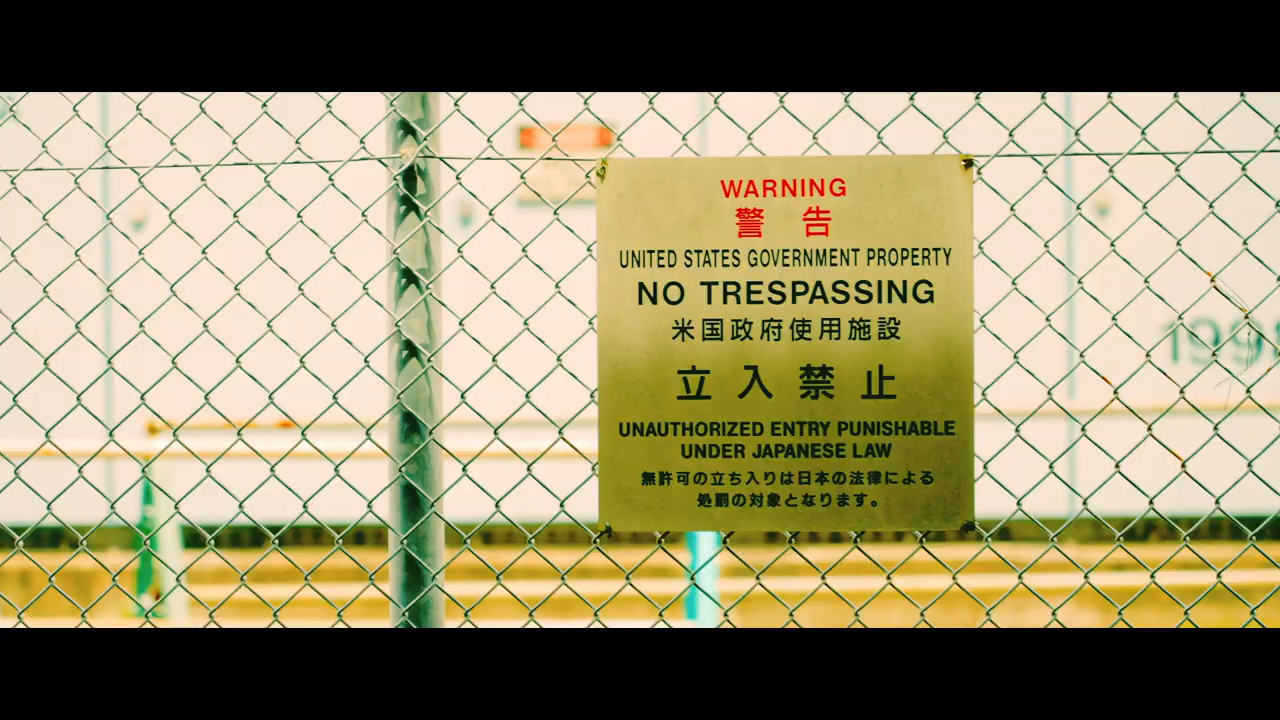 WARNING
警告
UNITED STATES GOVERNMENT PROPERTY
NO TRESPASSING
米国政府使用施設
立入禁止
UNAUTHORIZED ENTRY PUNISHABLE
UNDER JAPANESE LAW
無許可の立ち入りは日本の法律による
処罰の対象となります。